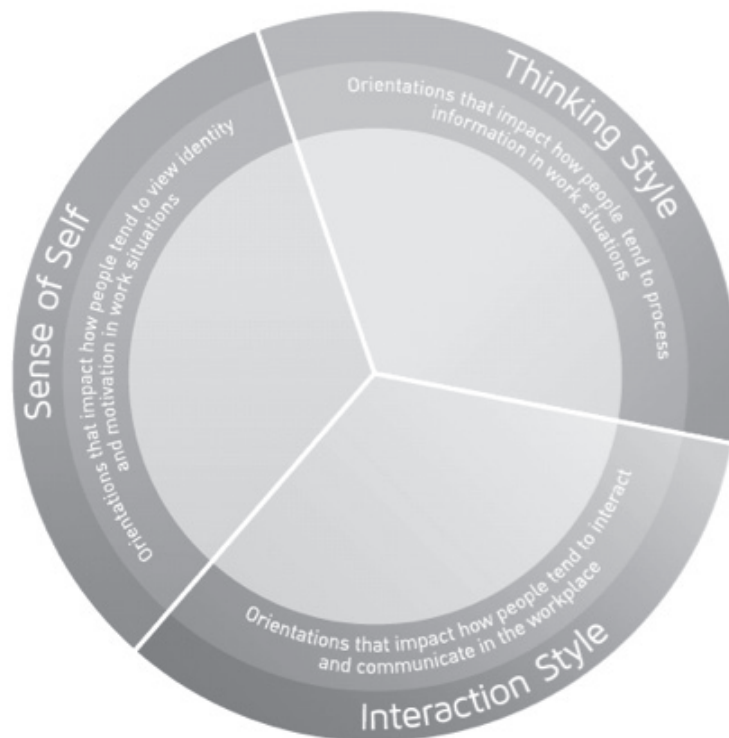 Thinking Style
Orientations that impact how people tend to process
information in work situations
Sense of Self
Orientations that impact how people tend to view identity
and motivation in work situations
Orientations that impact how people tend to interact
and communicate in the workplace
Interaction Style